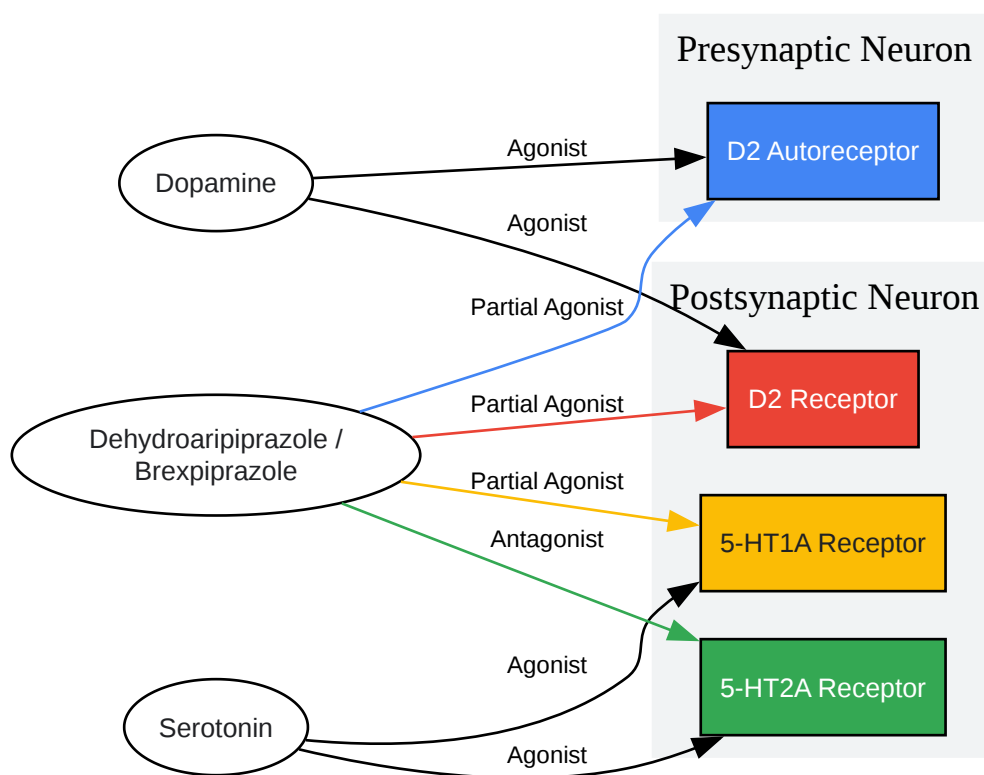 Presynaptic Neuron
Agonist
D2 Autoreceptor
Dopamine
Agonist
Postsynaptic Neuron
Partial Agonist
D2 Receptor
Partial Agonist
Dehydroaripiprazole /
Brexpiprazole
Partial Agonist
5-HT1A Receptor
Antagonist
Agonist
5-HT2A Receptor
Serotonin
Agonist